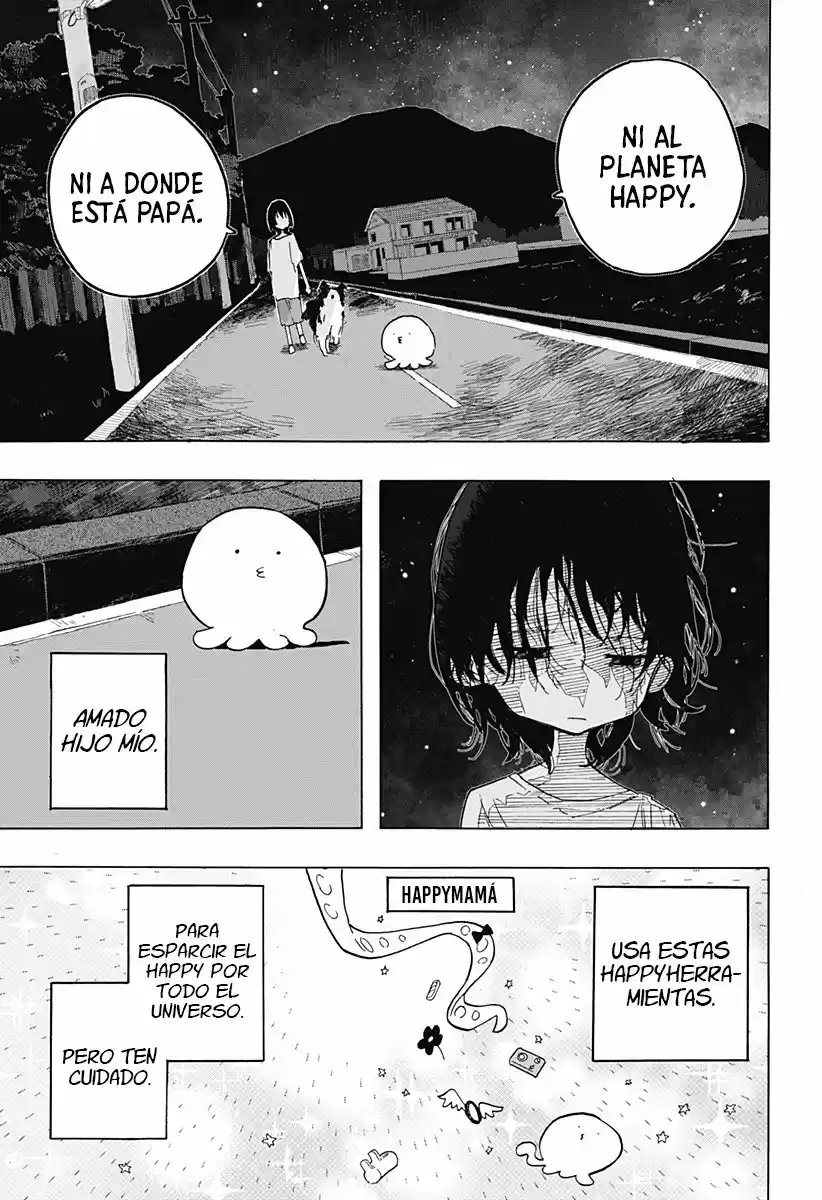 NI AL
PLANETA
HAPPY.
NI A DONDE
ESTÁ PAPÁ.
AMADO
HIJO MÍO.
HAPPYMAMÁ
USA ESTAS
HAPPYHERRA-
MIENTAS.
PARA
ESPARCIR EL
HAPPY POR
TODO EL
UNIVERSO.
PERO TEN
CUIDADO.